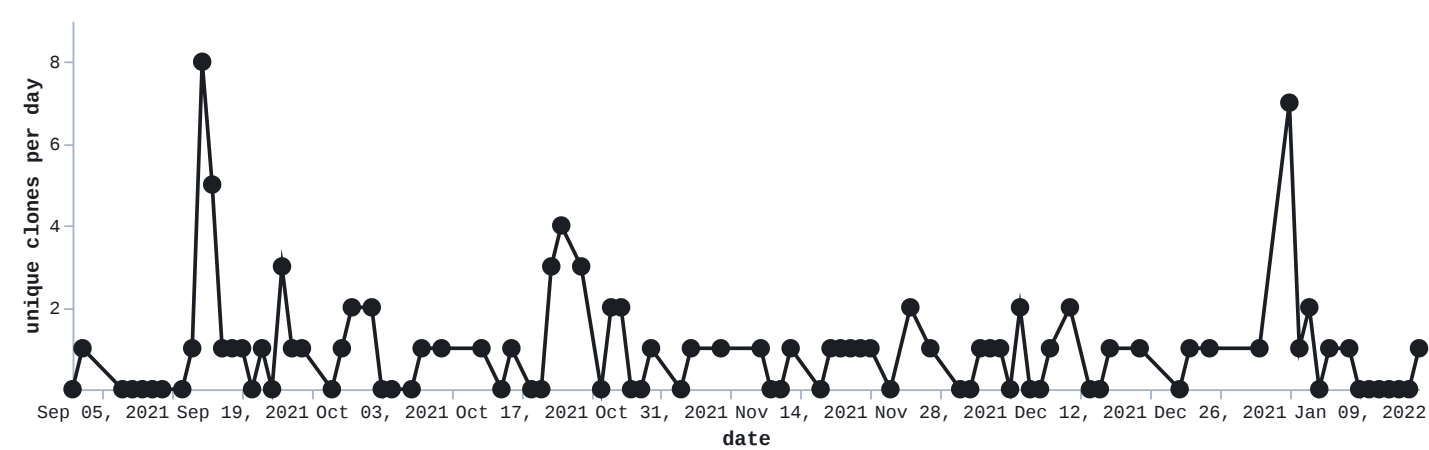 unique clones per day
8
6
4
2
Sep 05, 2021 Sep 19, 2021 Oct 03, 2021 Oct 17, 2021 Oct 31, 2021 Nov 14, 2021 Nov 28, 2021 Dec 12, 2021 Dec 26, 2021 Jan 09, 2022
date